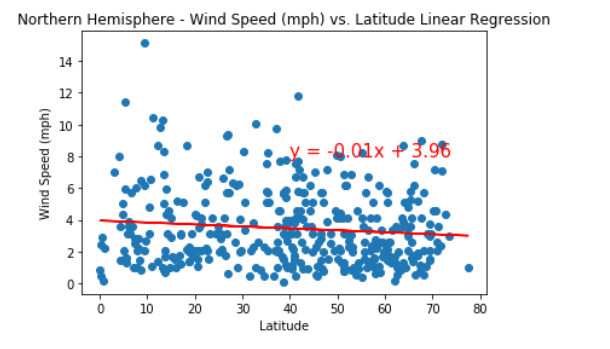 Northern Hemisphere - Wind Speed (mph) vs. Latitude Linear Regression
14
12
10
8
6
4
2
0
Wind Speed (mph)
y = -0.01x + 3.96
0 10 20 30 40 50 60 70 80
Latitude